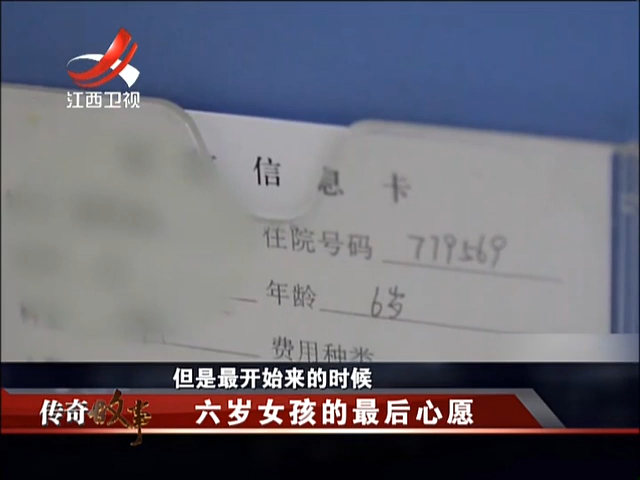 江西卫视
信息卡
住院号码 779569
年龄 6岁
费用种类
但是最开始来的时候
传奇故事
六岁女孩的最后心愿